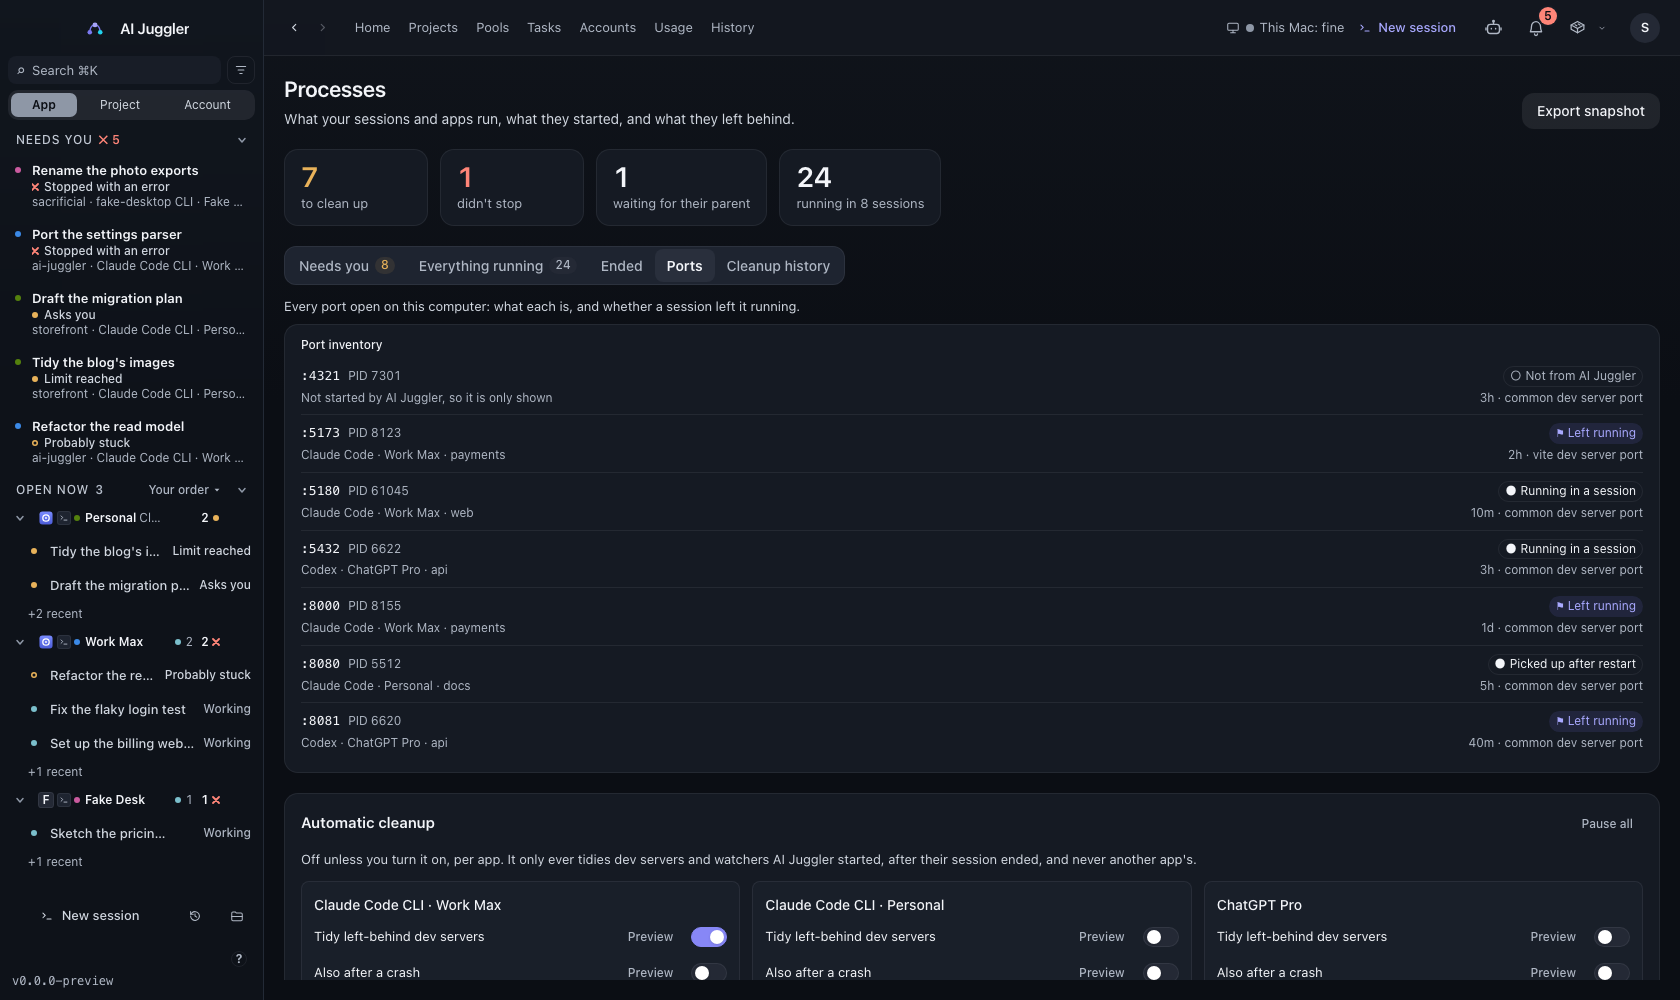 AI Juggler
Search ⌘K
App Project Account
NEEDS YOU 5
Rename the photo exports
Stopped with an error
sacrificial · fake-desktop CLI · Fake ...
Port the settings parser
Stopped with an error
ai-juggler · Claude Code CLI · Work ...
Draft the migration plan
Asks you
storefront · Claude Code CLI · Perso...
Tidy the blog's images
Limit reached
storefront · Claude Code CLI · Perso...
Refactor the read model
Probably stuck
ai-juggler · Claude Code CLI · Work ...
OPEN NOW 3 Your order
Personal Cl... 2
Tidy the blog's i... Limit reached
Draft the migration p... Asks you
+2 recent
Work Max 2 2
Refactor the re... Probably stuck
Fix the flaky login test Working
Set up the billing web... Working
+1 recent
F Fake Desk 1 1
Sketch the pricin... Working
+1 recent
New session
?
v0.0.0-preview
Home Projects Pools Tasks Accounts Usage History
This Mac: fine New session 5 S
Processes
What your sessions and apps run, what they started, and what they left behind.
Export snapshot
7 to clean up
1 didn't stop
1 waiting for their parent
24 running in 8 sessions
Needs you 8 Everything running 24 Ended Ports Cleanup history
Every port open on this computer: what each is, and whether a session left it running.
Port inventory
:4321 PID 7301 Not from AI Juggler
Not started by AI Juggler, so it is only shown 3h · common dev server port
:5173 PID 8123 Left running
Claude Code · Work Max · payments 2h · vite dev server port
:5180 PID 61045 Running in a session
Claude Code · Work Max · web 10m · common dev server port
:5432 PID 6622 Running in a session
Codex · ChatGPT Pro · api 3h · common dev server port
:8000 PID 8155 Left running
Claude Code · Work Max · payments 1d · common dev server port
:8080 PID 5512 Picked up after restart
Claude Code · Personal · docs 5h · common dev server port
:8081 PID 6620 Left running
Codex · ChatGPT Pro · api 40m · common dev server port
Automatic cleanup Pause all
Off unless you turn it on, per app. It only ever tidies dev servers and watchers AI Juggler started, after their session ended, and never another app's.
Claude Code CLI · Work Max
Tidy left-behind dev servers Preview
Also after a crash Preview
Claude Code CLI · Personal
Tidy left-behind dev servers Preview
Also after a crash Preview
ChatGPT Pro
Tidy left-behind dev servers Preview
Also after a crash Preview